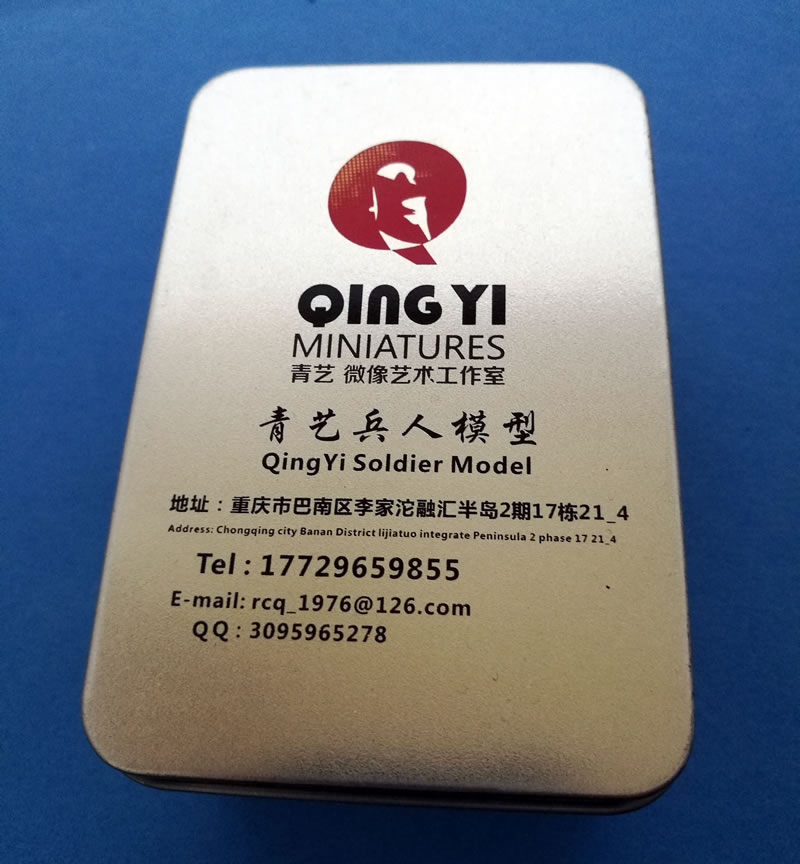 QING YI
MINIATURES
青艺 微像艺术工作室
青艺兵人模型
QingYi Soldier Model
地址：重庆市巴南区李家沱融汇半岛2期17栋21_4
Address: Chongqing city Banan District lijiatuo integrate Peninsula 2 phase 17 21_4
Tel : 17729659855
E-mail: rcq_1976@126.com
QQ : 3095965278